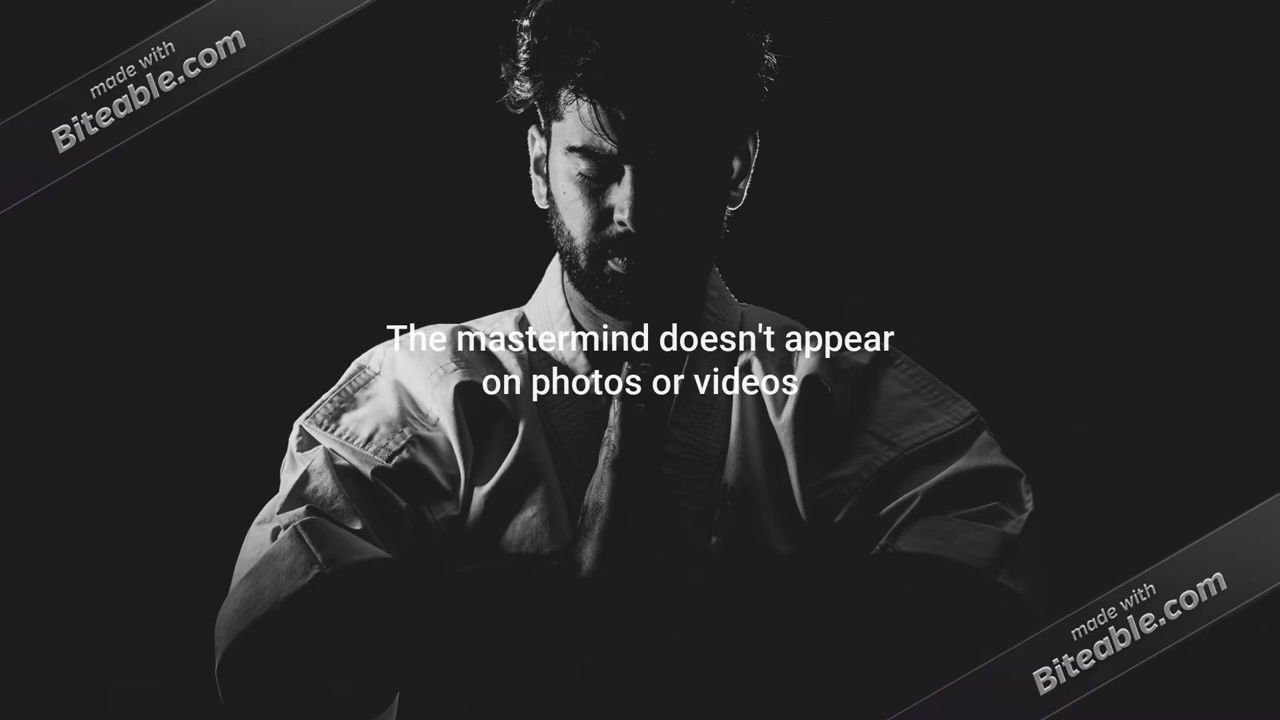 made with
Biteable.com
The mastermind doesn't appear
on photos or videos
made with
Biteable.com